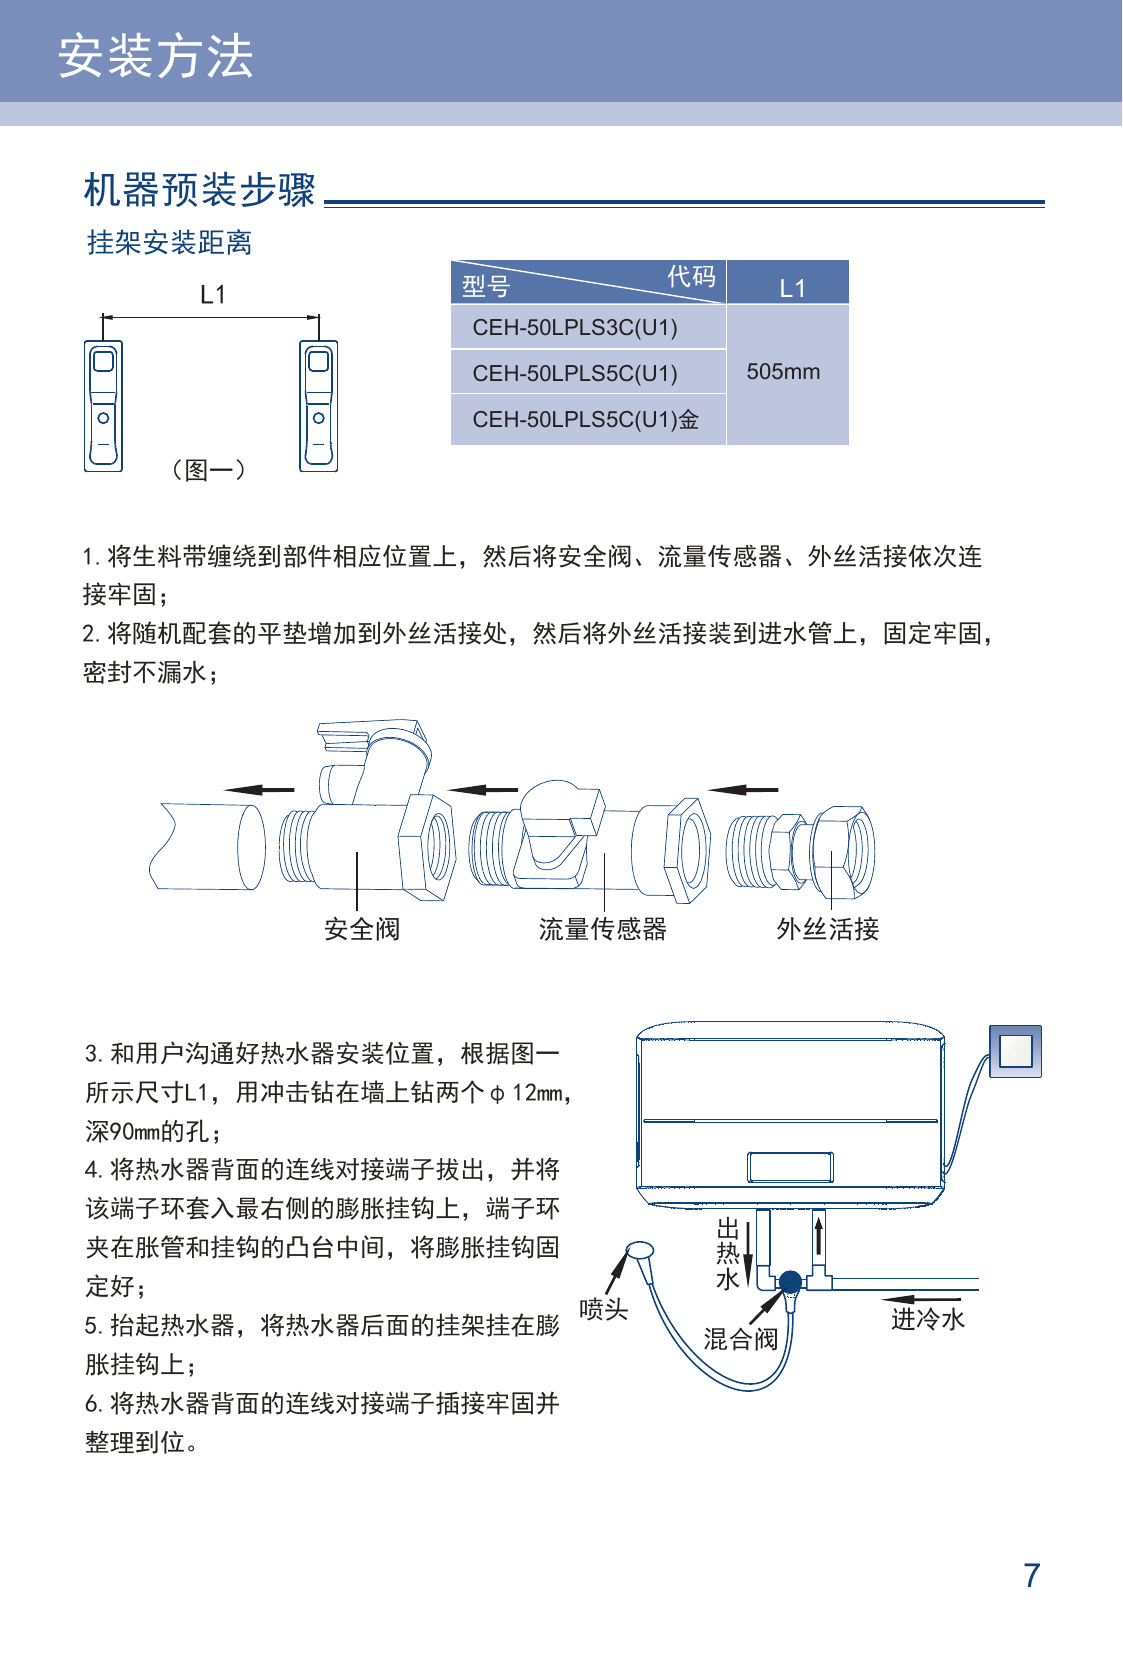 安装方法
机器预装步骤
挂架安装距离
L1
（图一）
型号 代码 L1
CEH-50LPLS3C(U1)
CEH-50LPLS5C(U1)
505mm
CEH-50LPLS5C(U1)金
1.将生料带缠绕到部件相应位置上，然后将安全阀、流量传感器、外丝活接依次连
接牢固；
2.将随机配套的平垫增加到外丝活接处，然后将外丝活接装到进水管上，固定牢固，
密封不漏水；
安全阀 流量传感器 外丝活接
3.和用户沟通好热水器安装位置，根据图一
所示尺寸L1，用冲击钻在墙上钻两个φ12mm，
深90mm的孔；
4.将热水器背面的连线对接端子拔出，并将
该端子环套入最右侧的膨胀挂钩上，端子环
夹在胀管和挂钩的凸台中间，将膨胀挂钩固
定好；
5.抬起热水器，将热水器后面的挂架挂在膨
胀挂钩上；
6.将热水器背面的连线对接端子插接牢固并
整理到位。
出热水
喷头
混合阀
进冷水
7